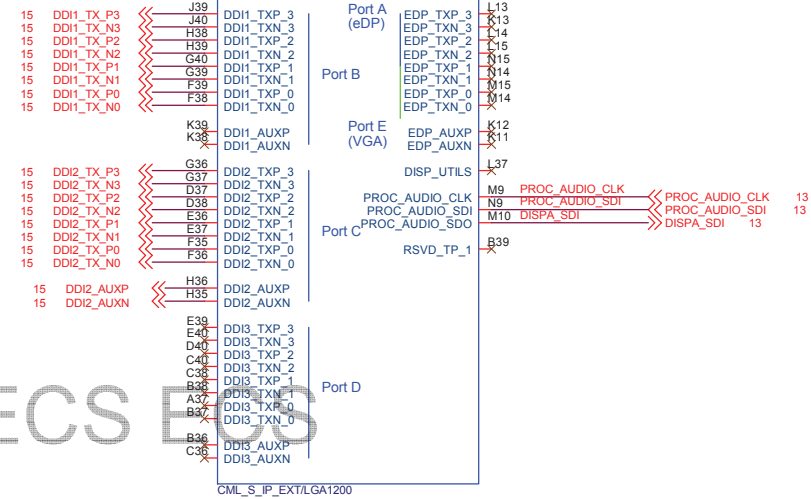 J39 Port A L13
15 DDI1_TX_P3 DDI1_TXP_3 (eDP) EDP_TXP_3
J40 K13
15 DDI1_TX_N3 DDI1_TXN_3 EDP_TXN_3
H38 L14
15 DDI1_TX_P2 DDI1_TXP_2 EDP_TXP_2
H39 L15
15 DDI1_TX_N2 DDI1_TXN_2 EDP_TXN_2
G40 N15
15 DDI1_TX_P1 DDI1_TXP_1 Port B EDP_TXP_1
G39 N14
15 DDI1_TX_N1 DDI1_TXN_1 EDP_TXN_1
F39 M15
15 DDI1_TX_P0 DDI1_TXP_0 EDP_TXP_0
F38 M14
15 DDI1_TX_N0 DDI1_TXN_0 EDP_TXN_0
K39 Port E K12
DDI1_AUXP (VGA) EDP_AUXP
K38 K11
DDI1_AUXN EDP_AUXN
G36 L37
15 DDI2_TX_P3 DDI2_TXP_3 DISP_UTILS
G37
15 DDI2_TX_N3 DDI2_TXN_3
D37 M9 PROC_AUDIO_CLK
15 DDI2_TX_P2 DDI2_TXP_2 PROC_AUDIO_CLK PROC_AUDIO_CLK 13
D38 N9 PROC_AUDIO_SDI
15 DDI2_TX_N2 DDI2_TXN_2 PROC_AUDIO_SDI PROC_AUDIO_SDI 13
E36 M10 DISPA_SDI
15 DDI2_TX_P1 DDI2_TXP_1 Port C PROC_AUDIO_SDO DISPA_SDI 13
E37
15 DDI2_TX_N1 DDI2_TXN_1
F35 B39
15 DDI2_TX_P0 DDI2_TXP_0 RSVD_TP_1
F36
15 DDI2_TX_N0 DDI2_TXN_0
H36
15 DDI2_AUXP DDI2_AUXP
H35
15 DDI2_AUXN DDI2_AUXN
E39
DDI3_TXP_3
E40
DDI3_TXN_3
D40
DDI3_TXP_2
C40
DDI3_TXN_2
C38
DDI3_TXP_1 Port D
B38
DDI3_TXN_1
A37
DDI3_TXP_0
B37
DDI3_TXN_0
ECS ECS
B36
DDI3_AUXP
C36
DDI3_AUXN
CML_S_IP_EXT/LGA1200